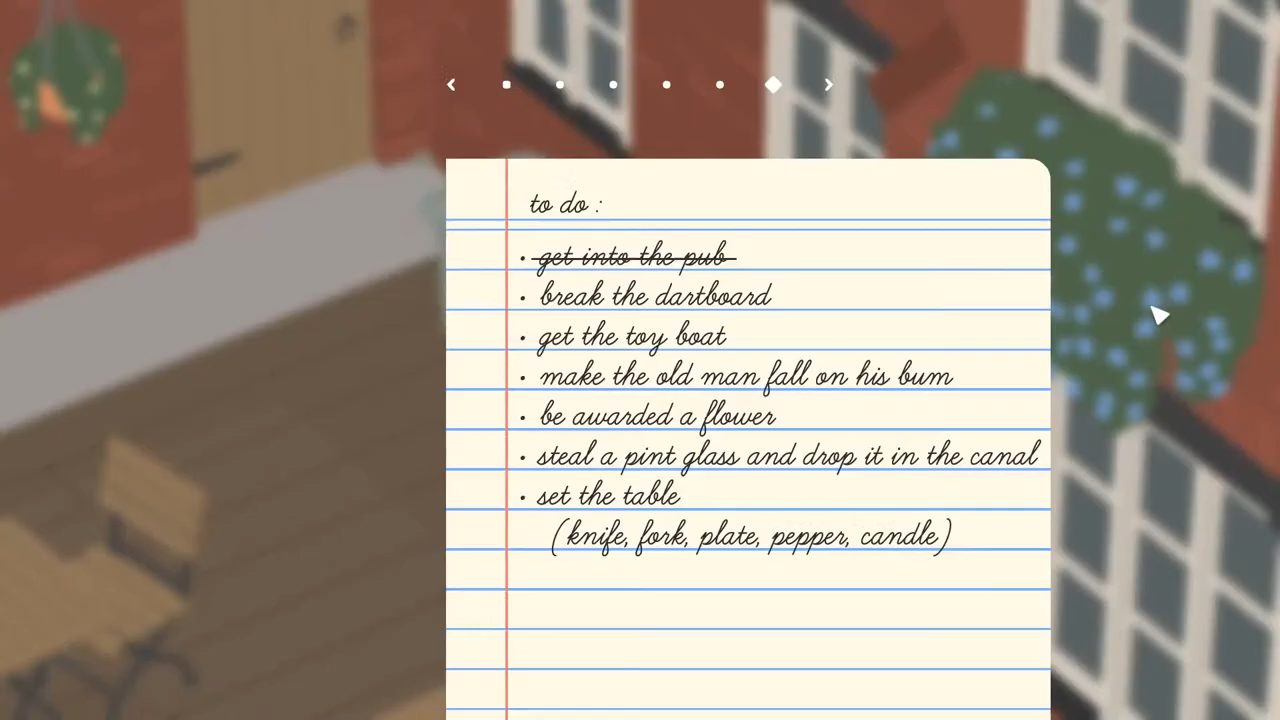 to do :
• get into the pub
• break the dartboard
• get the toy boat
• make the old man fall on his bum
• be awarded a flower
• steal a pint glass and drop it in the canal
• set the table
(knife, fork, plate, pepper, candle)